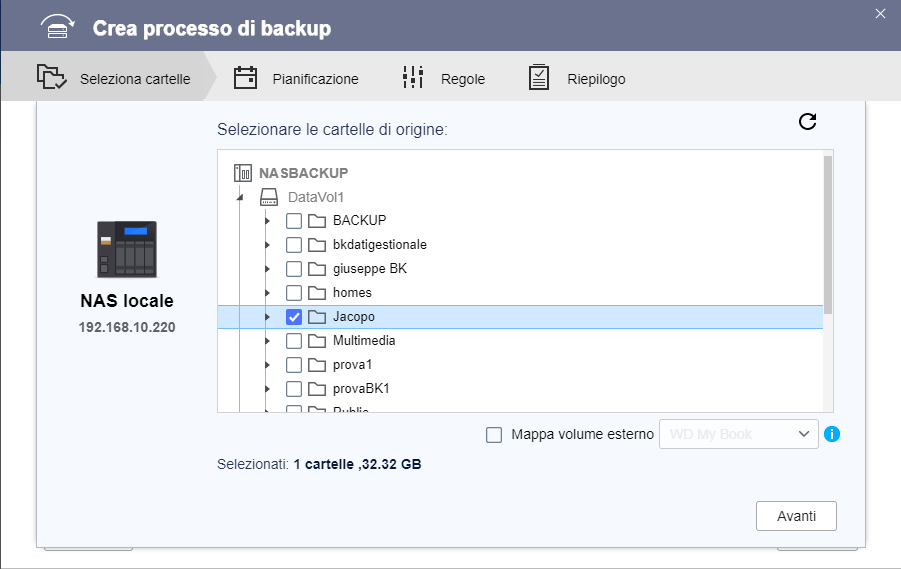 Crea processo di backup
Seleziona cartelle
Pianificazione
Regole
Riepilogo
Selezionare le cartelle di origine:
NASBACKUP
DataVol1
BACKUP
bkdatigestionale
giuseppe BK
homes
Jacopo
Multimedia
prova1
provaBK1
Public
NAS locale
192.168.10.220
Mappa volume esterno
WD My Book
Selezionati: 1 cartelle ,32.32 GB
Avanti